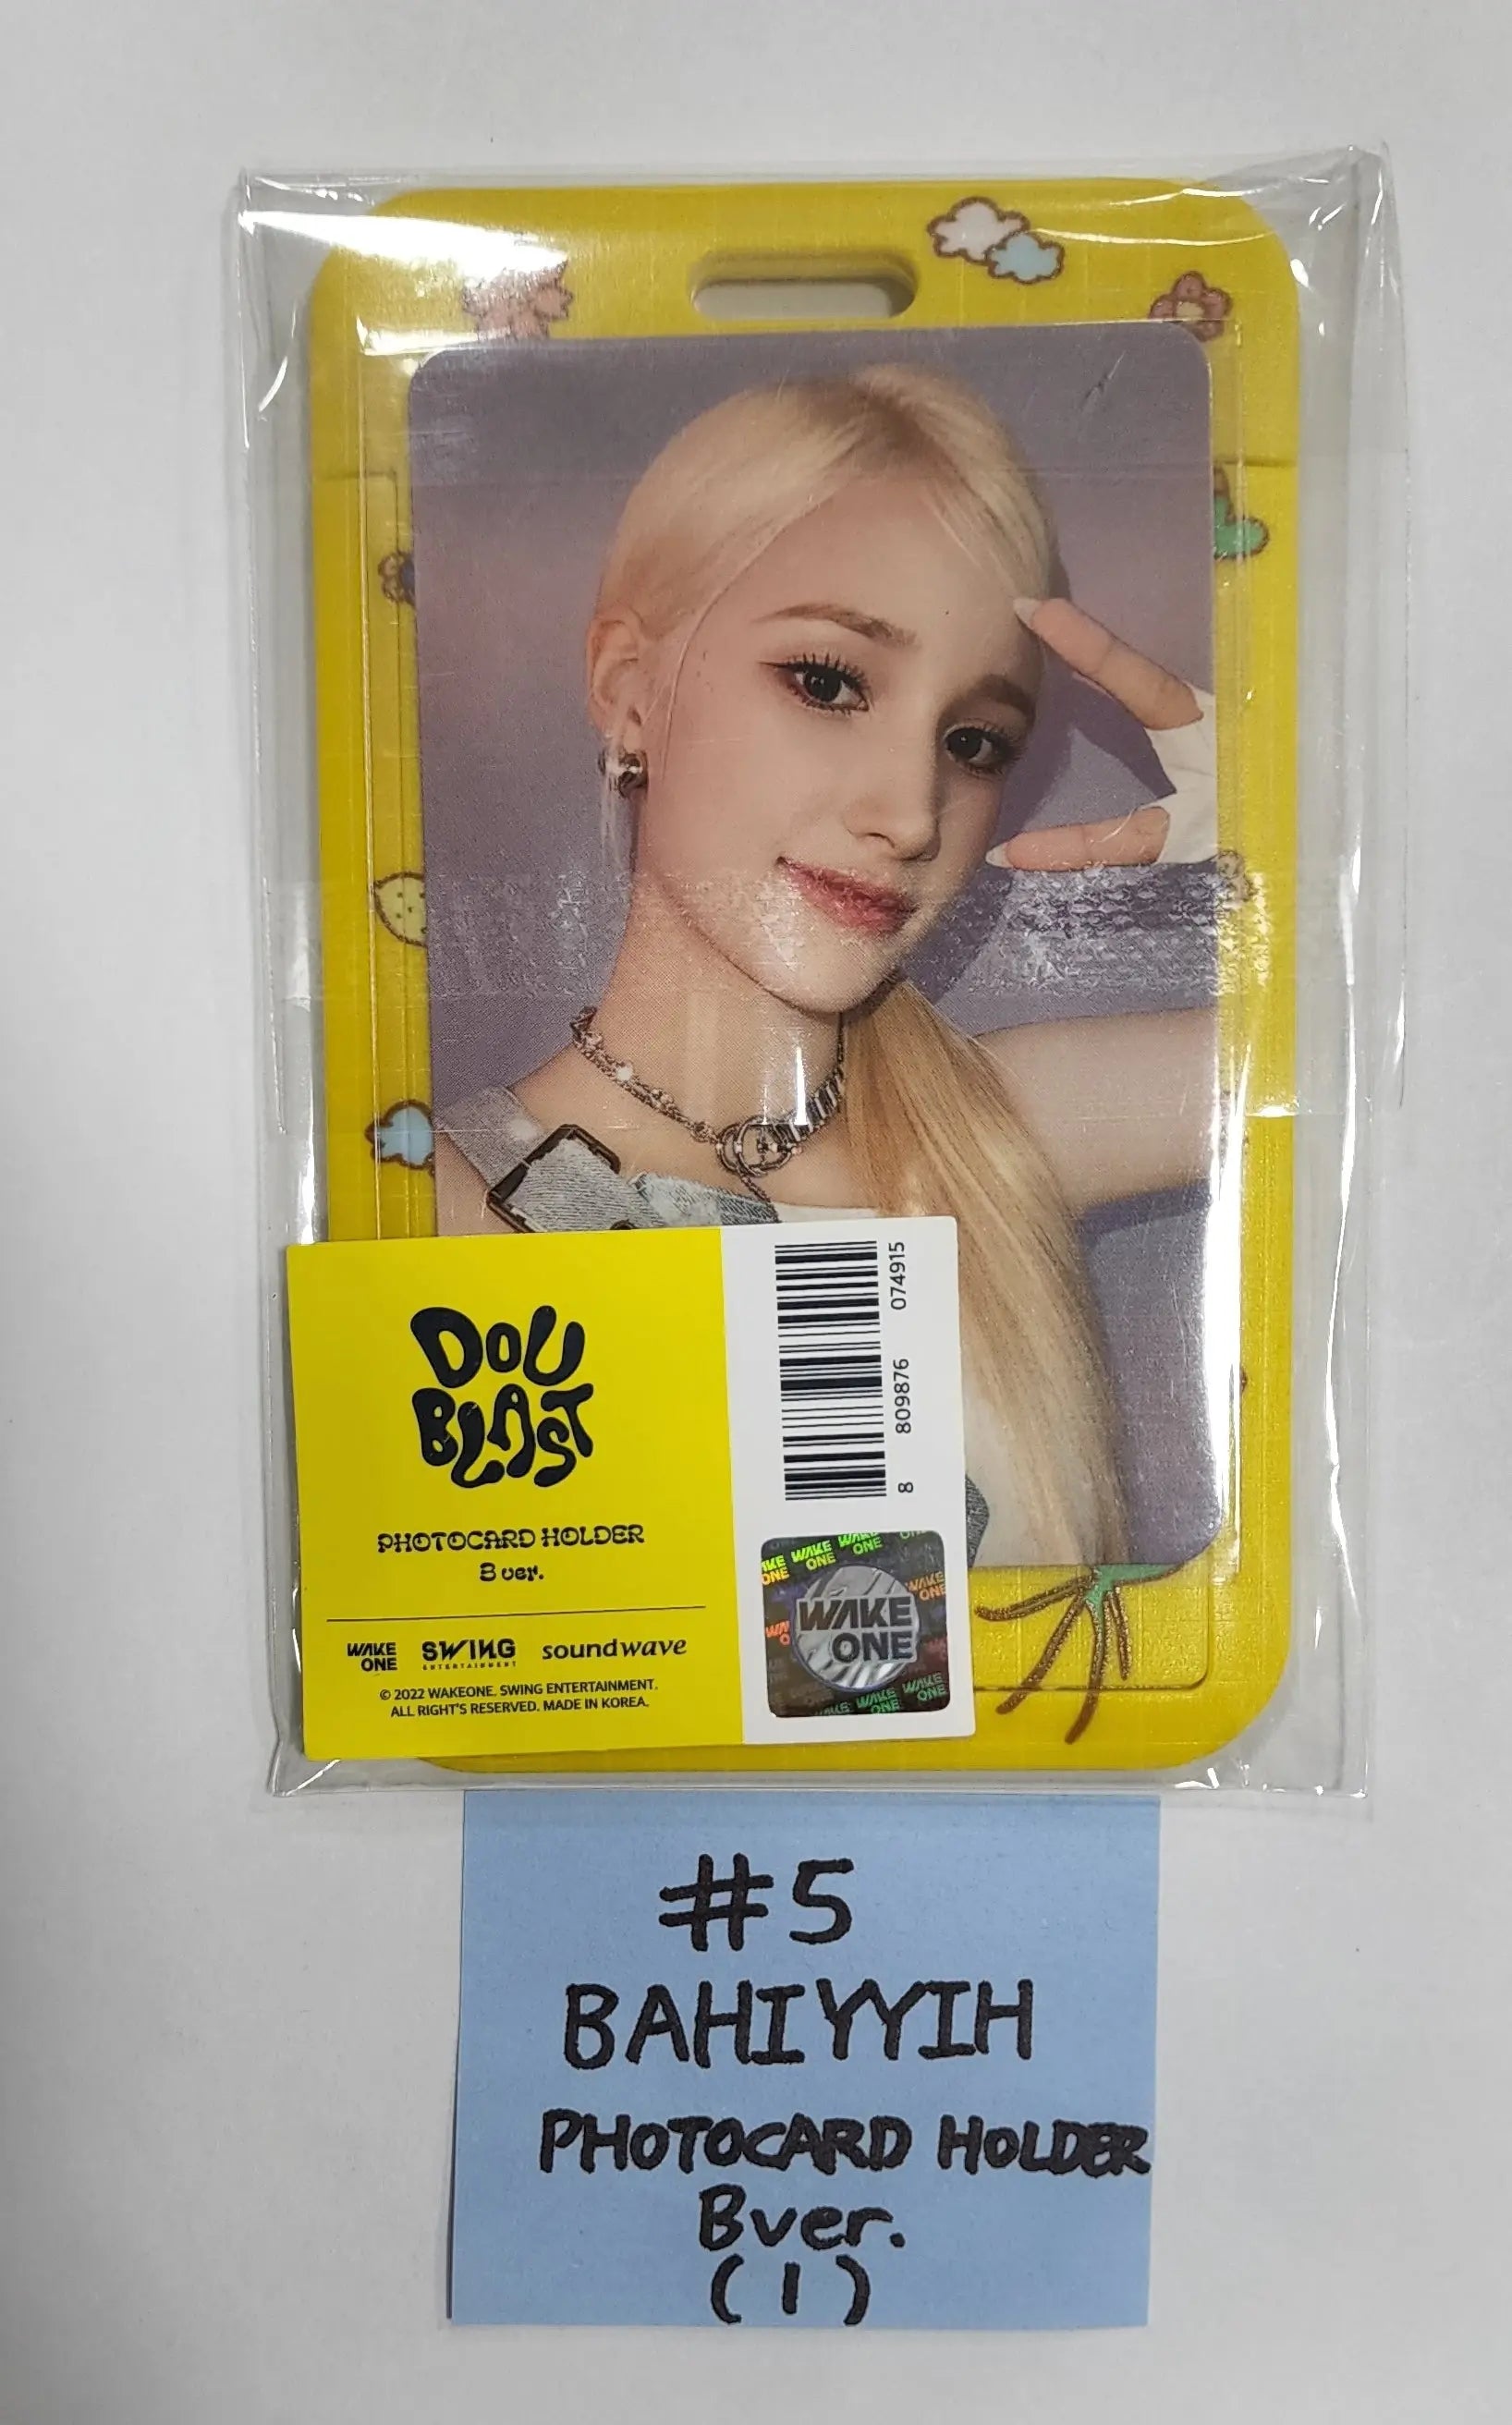 DOU
BLAST
PHOTOCARD HOLDER
B ver.
WAKE
ONE
SWING
ENTERTAINMENT
soundwave
© 2022 WAKEONE. SWING ENTERTAINMENT.
ALL RIGHT'S RESERVED. MADE IN KOREA.
8 809876 074915
WAKE
ONE
#5
BAHIYYIH
PHOTOCARD HOLDER
Bver.
(1)